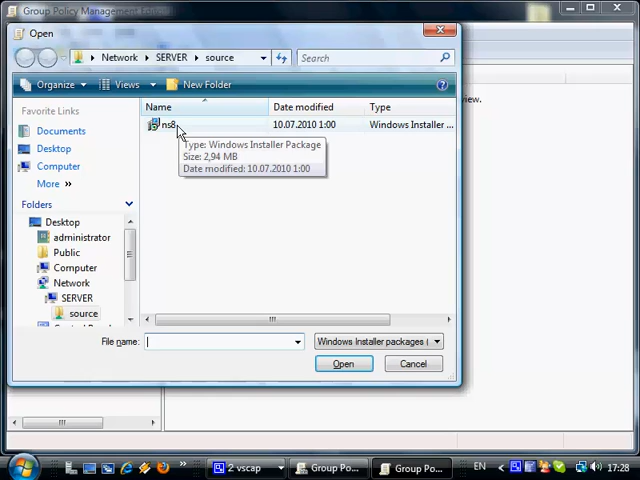 Group Policy Management Edit
Open
Network ▸ SERVER ▸ source
Search
Organize
Views
New Folder
Favorite Links
Documents
Desktop
Computer
More »
Folders
Desktop
administrator
Public
Computer
Network
SERVER
source
Name
Date modified
Type
ns8
10.07.2010 1:00
Windows Installer ...
Type: Windows Installer Package
Size: 2,94 MB
Date modified: 10.07.2010 1:00
view.
File name:
Windows Installer packages (
Open
Cancel
2 vscap
Group Po...
Group Po...
EN
17:28